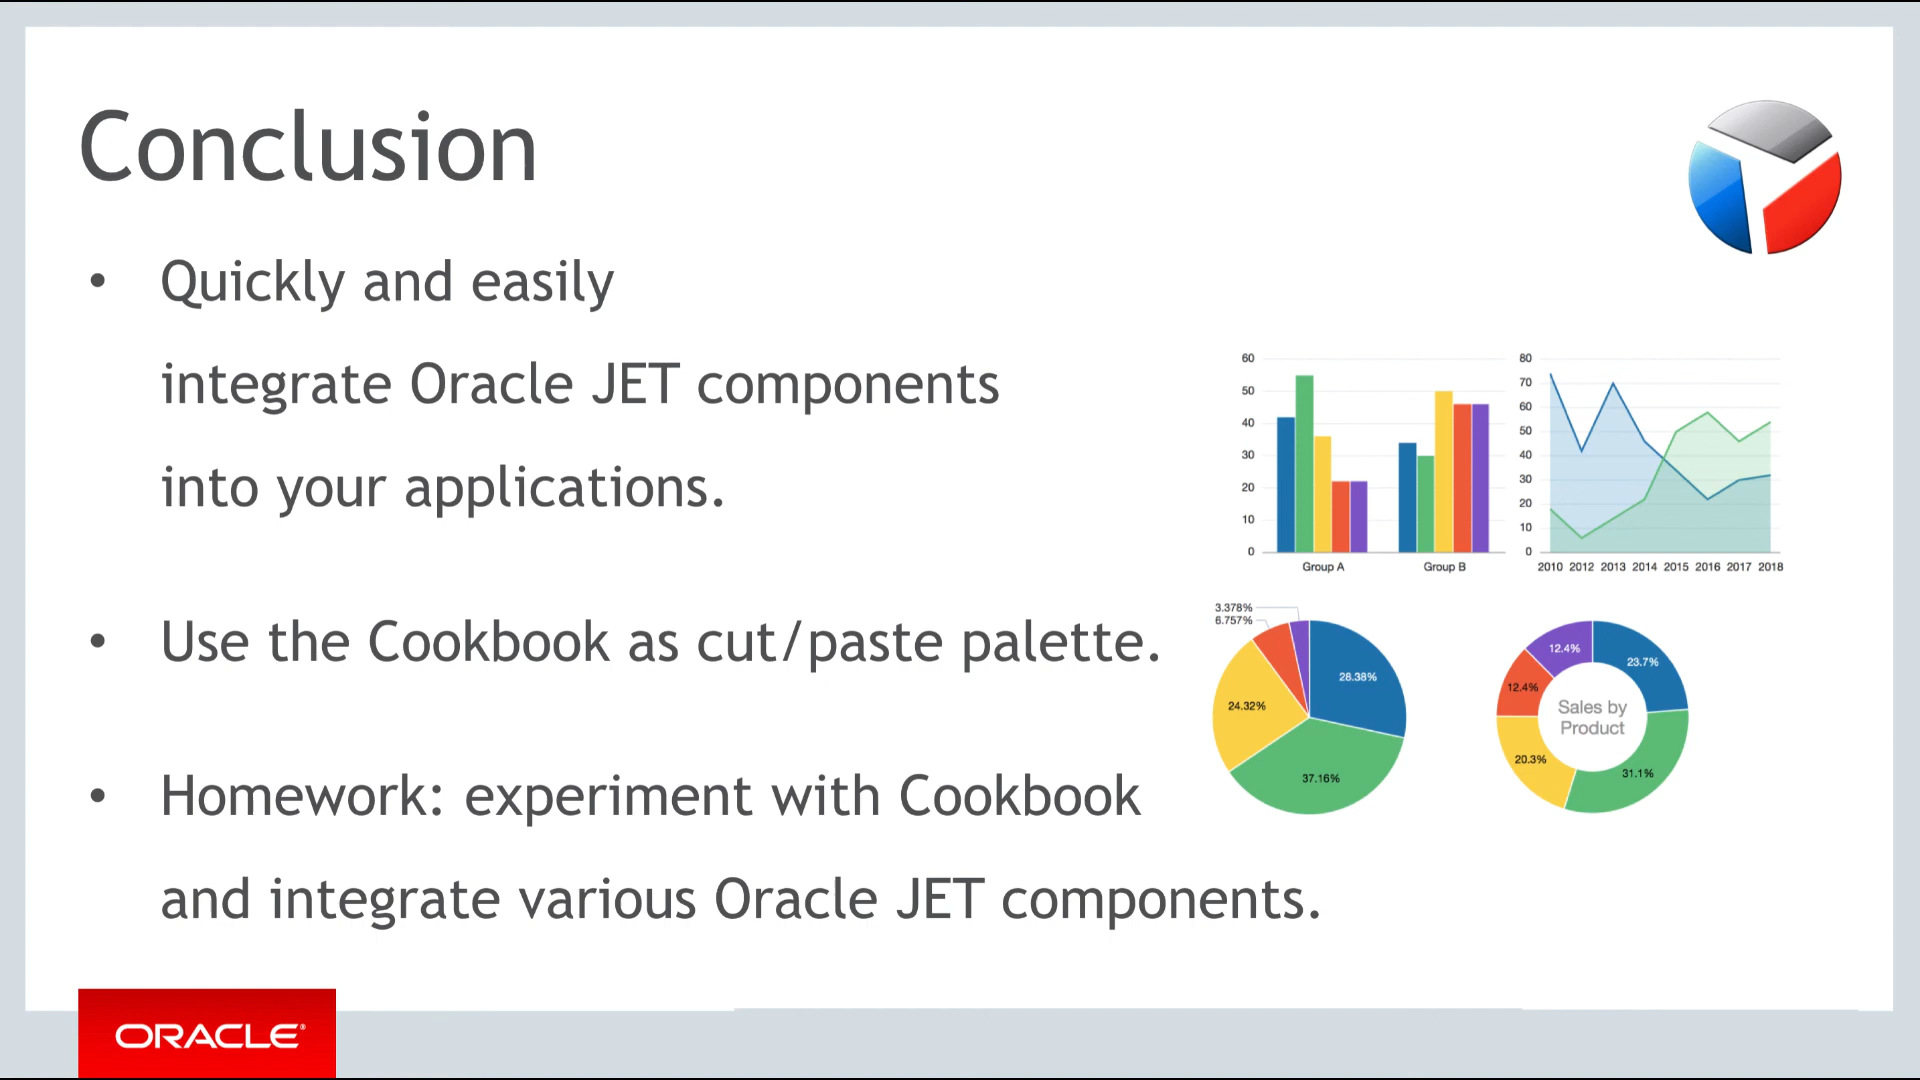 Conclusion
• Quickly and easily
integrate Oracle JET components
into your applications.
• Use the Cookbook as cut/paste palette.
• Homework: experiment with Cookbook
and integrate various Oracle JET components.
60
50
40
30
20
10
0
Group A Group B
80
70
60
50
40
30
20
10
0
2010 2012 2013 2014 2015 2016 2017 2018
3.378%
6.757%
28.38%
24.32%
37.16%
12.4%
23.7%
12.4%
Sales by
Product
20.3%
31.1%
ORACLE®